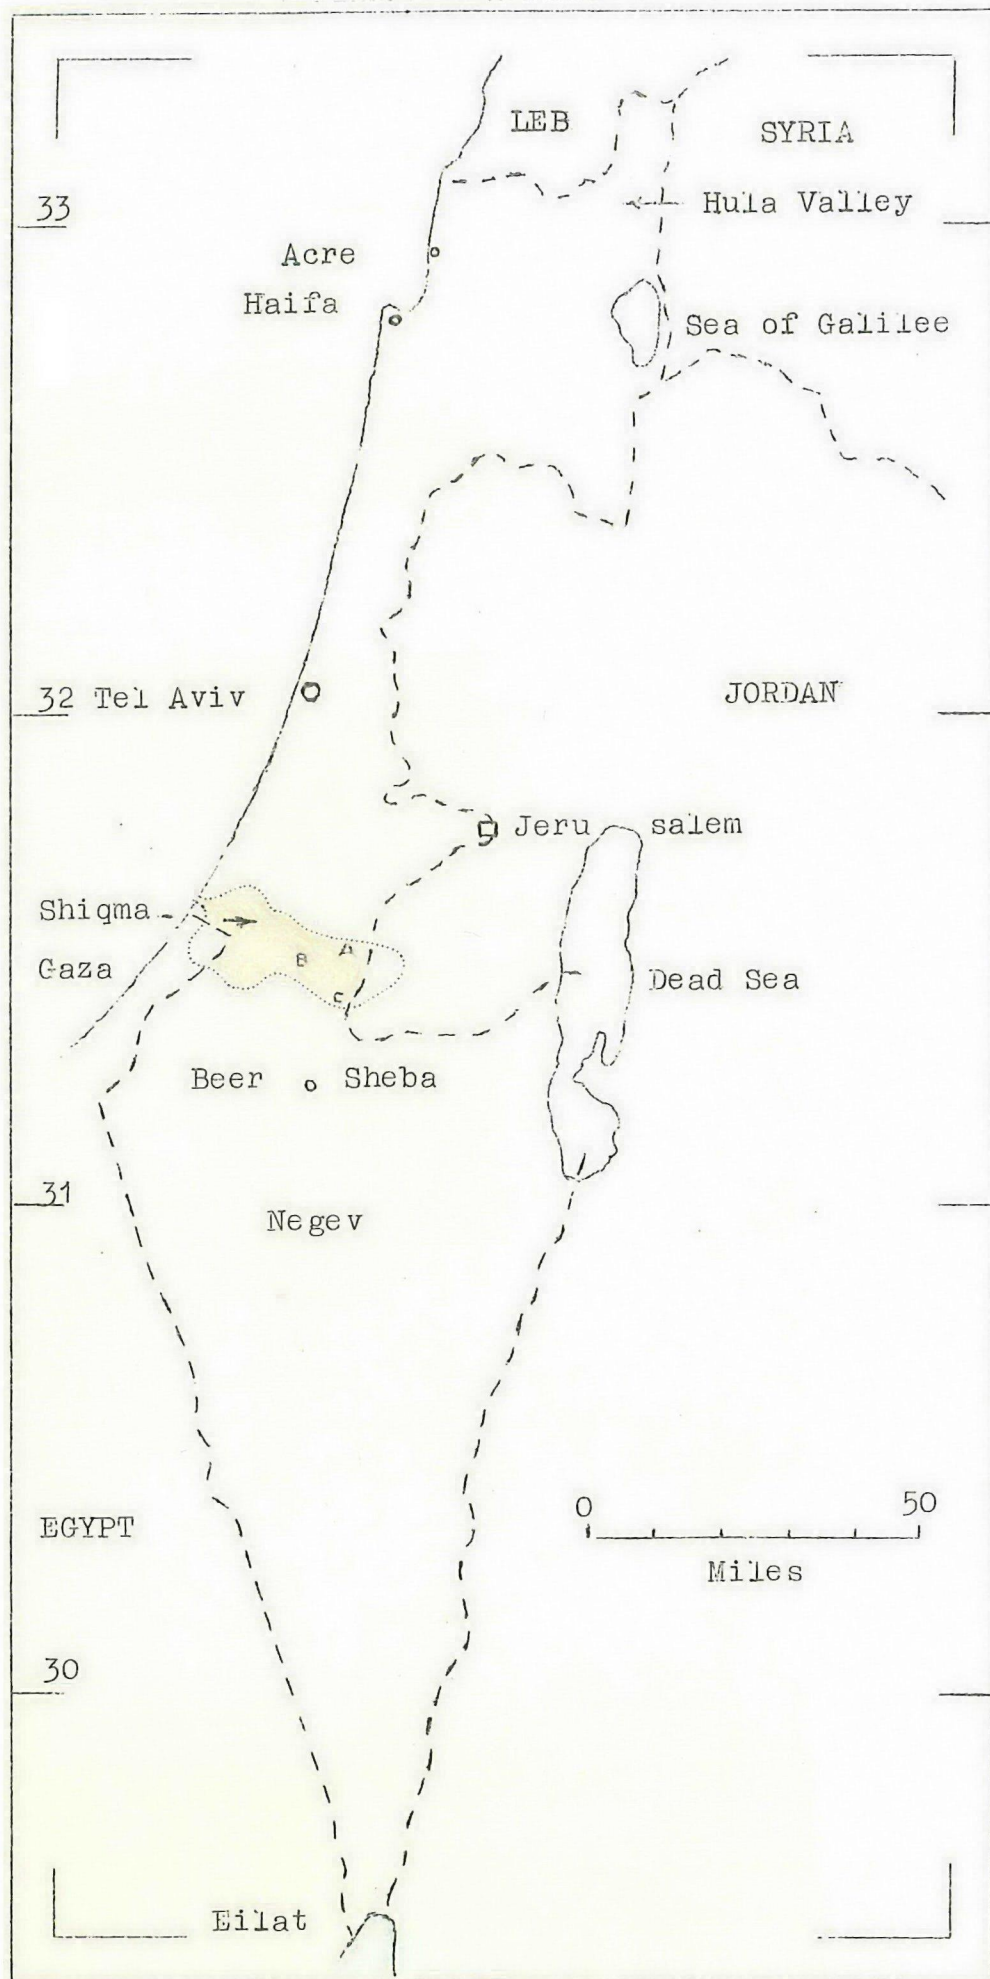 LEB
SYRIA
33
Hula Valley
Acre
Haifa
Sea of Galilee
32 Tel Aviv
JORDAN
Jeru salem
Shiqma
Gaza
B
A
C
Dead Sea
Beer Sheba
31
Negev
0 50
EGYPT
Miles
30
Eilat